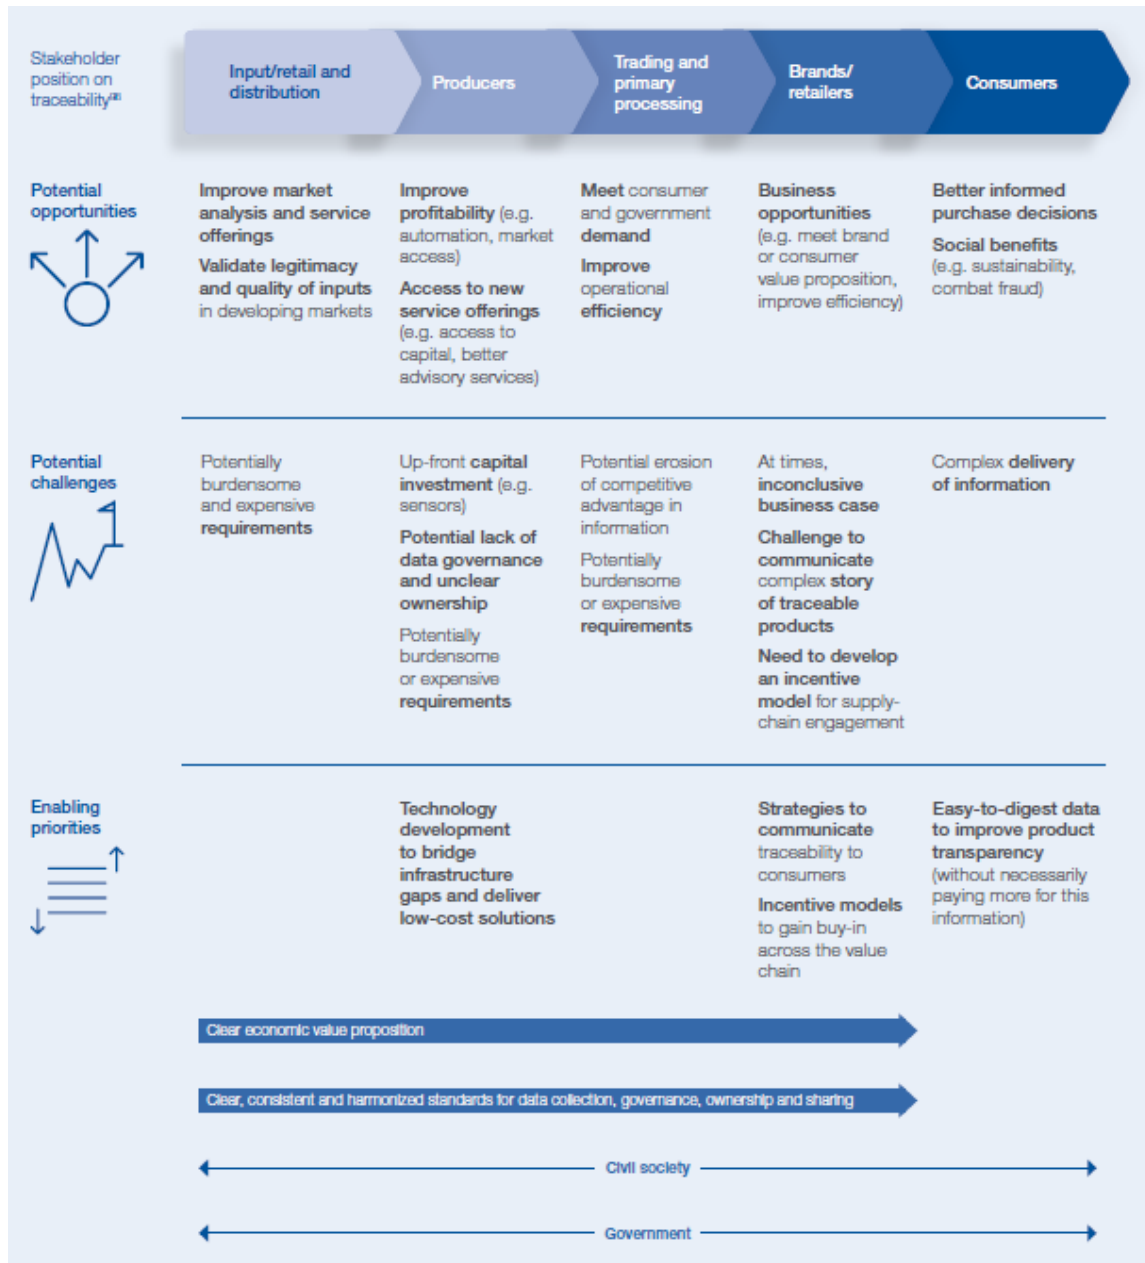 Stakeholder
position on
traceability
Input/retail and
distribution
Producers
Trading and
primary
processing
Brands/
retailers
Consumers
Potential
opportunities
Improve market
analysis and service
offerings
Validate legitimacy
and quality of inputs
in developing markets
Improve
profitability (e.g.
automation, market
access)
Access to new
service offerings
(e.g. access to
capital, better
advisory services)
Meet consumer
and government
demand
Improve
operational
efficiency
Business
opportunities
(e.g. meet brand
or consumer
value proposition,
improve efficiency)
Better informed
purchase decisions
Social benefits
(e.g. sustainability,
combat fraud)
Potential
challenges
Potentially
burdensome
and expensive
requirements
Up-front capital
investment (e.g.
sensors)
Potential lack of
data governance
and unclear
ownership
Potentially
burdensome
or expensive
requirements
Potential erosion
of competitive
advantage in
information
Potentially
burdensome
or expensive
requirements
At times,
inconclusive
business case
Challenge to
communicate
complex story
of traceable
products
Need to develop
an incentive
model for supply-
chain engagement
Complex delivery
of information
Enabling
priorities
Technology
development
to bridge
infrastructure
gaps and deliver
low-cost solutions
Strategies to
communicate
traceability to
consumers
Incentive models
to gain buy-in
across the value
chain
Easy-to-digest data
to improve product
transparency
(without necessarily
paying more for this
information)
Clear economic value proposition
Clear, consistent and harmonized standards for data collection, governance, ownership and sharing
Civil society
Government